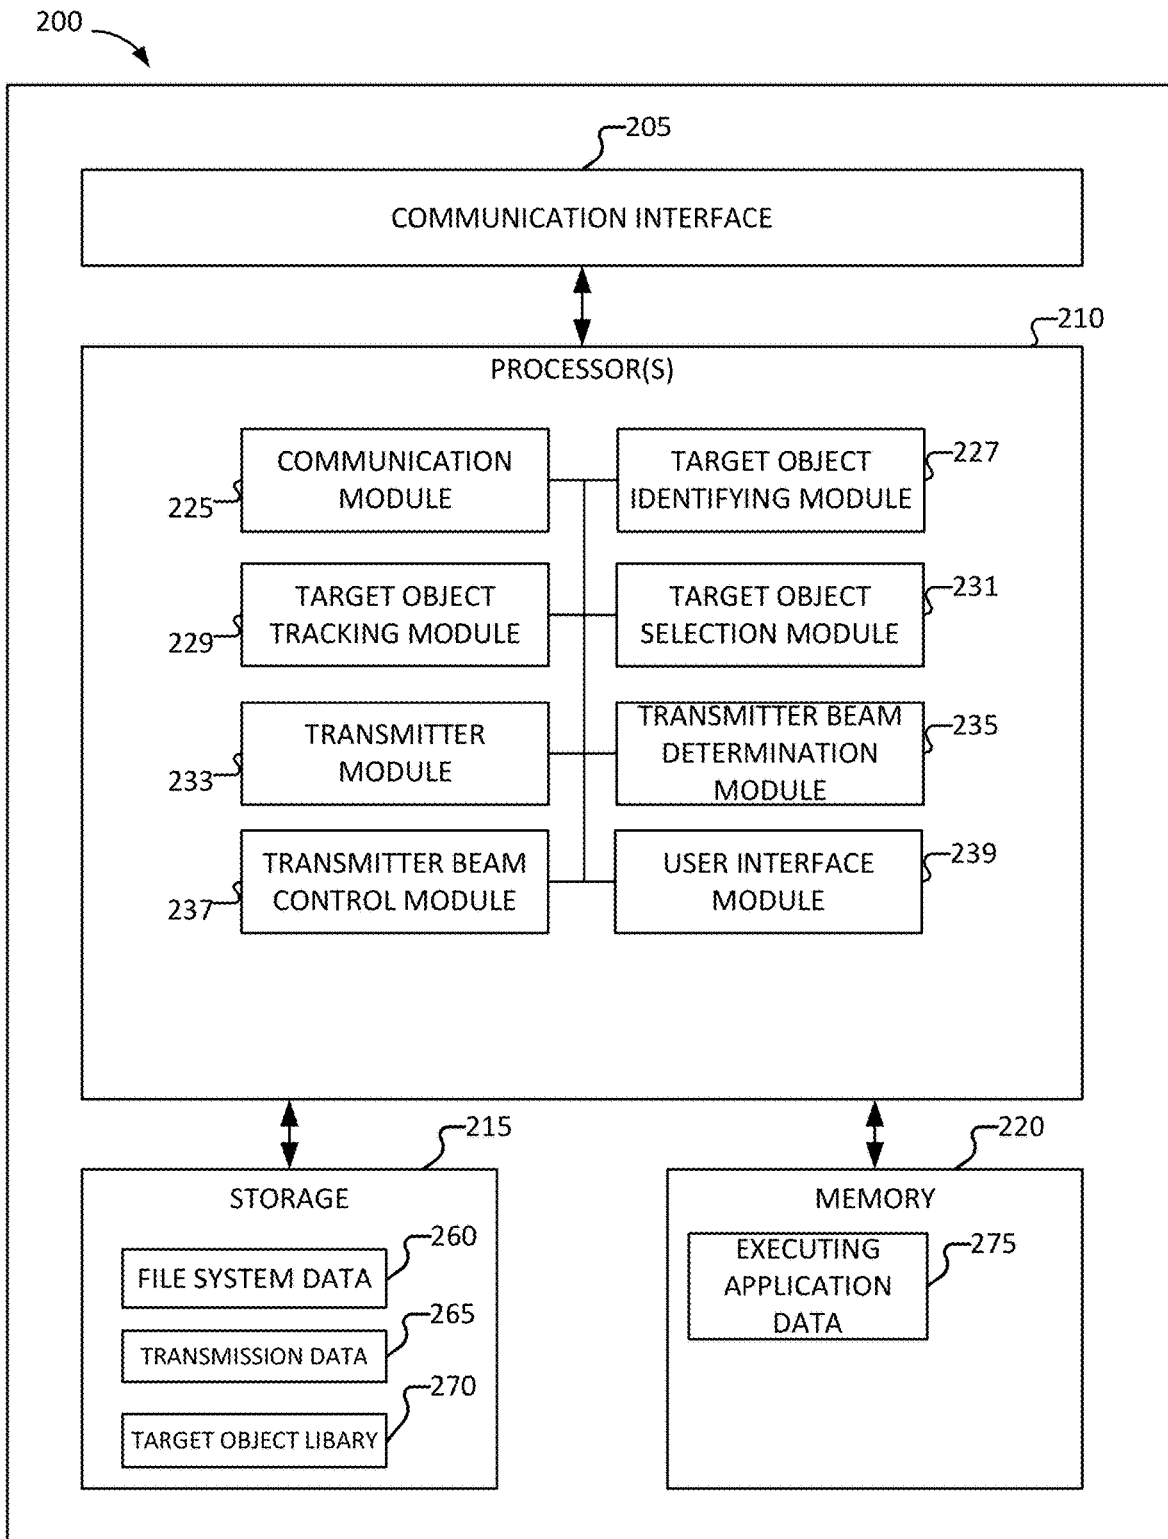 200
205
COMMUNICATION INTERFACE
210
PROCESSOR(S)
COMMUNICATION
MODULE
225
TARGET OBJECT
IDENTIFYING MODULE
227
TARGET OBJECT
TRACKING MODULE
229
TARGET OBJECT
SELECTION MODULE
231
TRANSMITTER
MODULE
233
TRANSMITTER BEAM
DETERMINATION
MODULE
235
TRANSMITTER BEAM
CONTROL MODULE
237
USER INTERFACE
MODULE
239
215
STORAGE
FILE SYSTEM DATA
260
TRANSMISSION DATA
265
TARGET OBJECT LIBARY
270
220
MEMORY
EXECUTING
APPLICATION
DATA
275